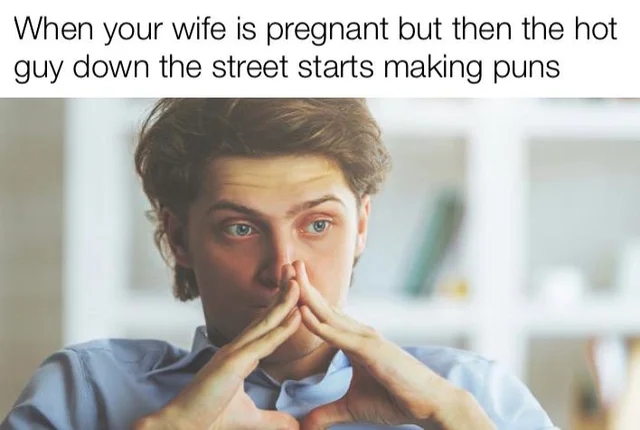 When your wife is pregnant but then the hot
guy down the street starts making puns